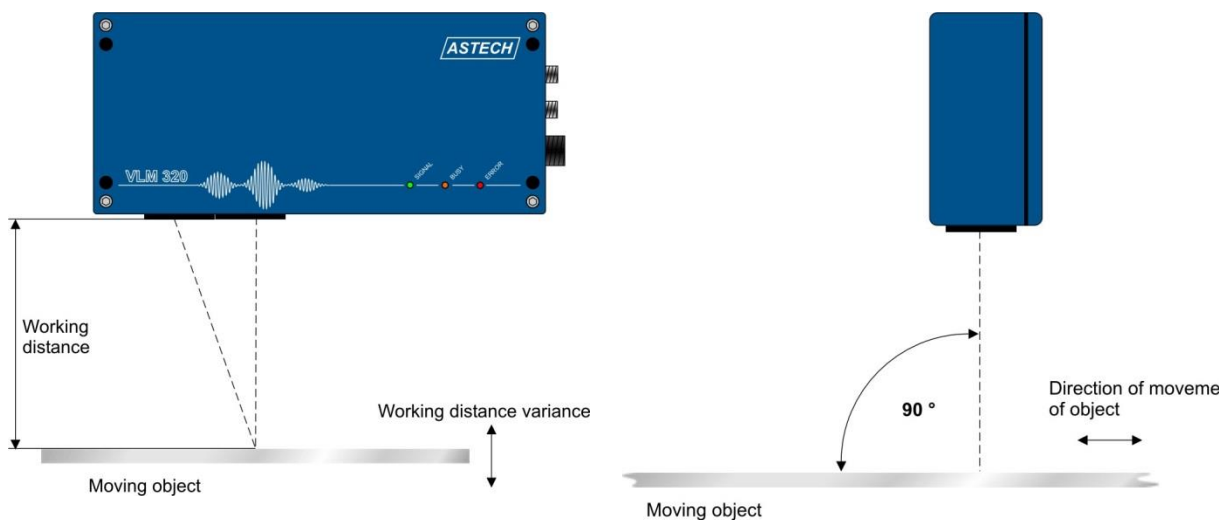 ASTECH
VLM 320
SIGNAL
BUSY
ERROR
Working
distance
Working distance variance
Moving object
90 °
Direction of moveme
of object
Moving object